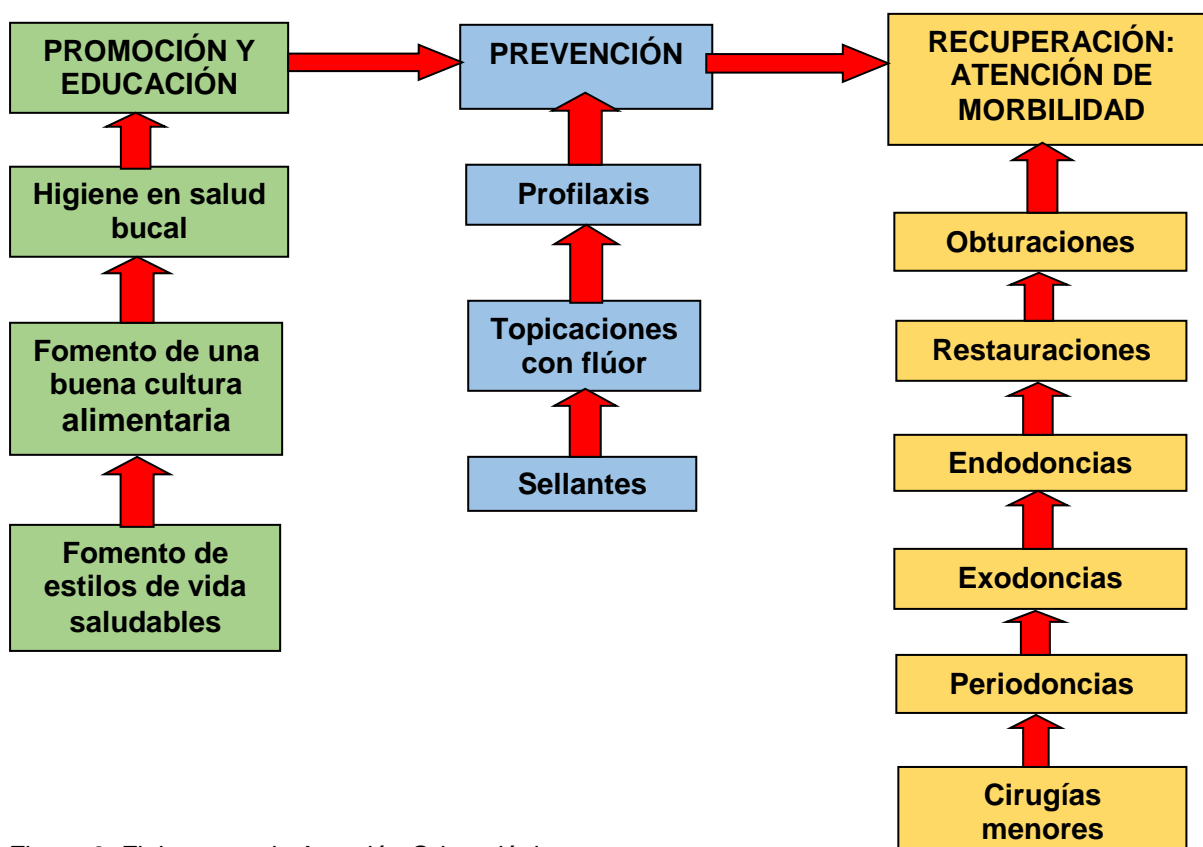 PROMOCIÓN Y
EDUCACIÓN
Higiene en salud
bucal
Fomento de una
buena cultura
alimentaria
Fomento de
estilos de vida
saludables
PREVENCIÓN
Profilaxis
Topicaciones
con flúor
Sellantes
RECUPERACIÓN:
ATENCIÓN DE
MORBILIDAD
Obturaciones
Restauraciones
Endodoncias
Exodoncias
Periodoncias
Cirugías
menores